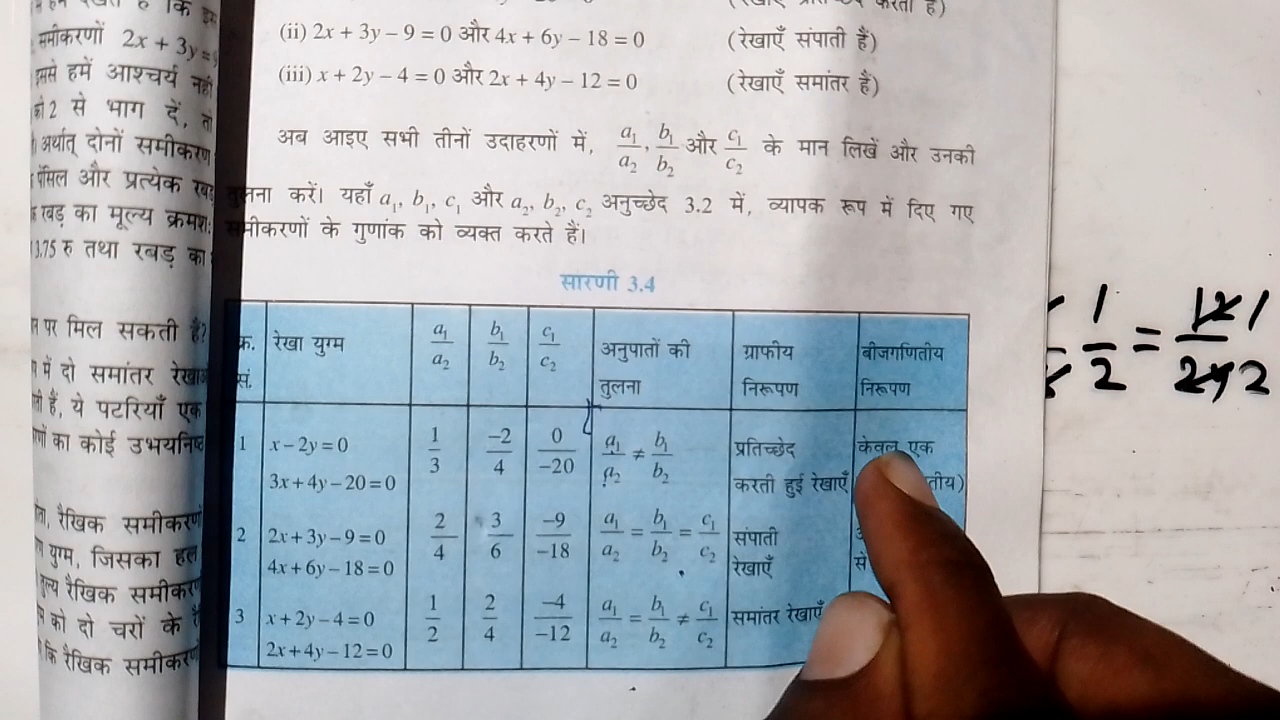 समीकरणों 2x + 3y =
इससे हमें आश्चर्य नहीं
को 2 से भाग दें, तो
अर्थात् दोनों समीकरण
पेंसिल और प्रत्येक रबड़
रबड़ का मूल्य क्रमशः
3.75 रु तथा रबड़ का
पर मिल सकती है?
में दो समांतर रेखा
हैं, ये पटरियाँ एक
का कोई उभयनिष्ठ
रैखिक समीकरण
युग्म, जिसका हल
रैखिक समीकरण
को दो चरों के
कि रैखिक समीकरण
(ii) 2x + 3y – 9 = 0 और 4x + 6y – 18 = 0 (रेखाएँ संपाती हैं)
(iii) x + 2y – 4 = 0 और 2x + 4y – 12 = 0 (रेखाएँ समांतर हैं)
अब आइए सभी तीनों उदाहरणों में, a₁/a₂, b₁/b₂ और c₁/c₂ के मान लिखें और उनकी
तुलना करें। यहाँ a₁, b₁, c₁ और a₂, b₂, c₂ अनुच्छेद 3.2 में, व्यापक रूप में दिए गए
समीकरणों के गुणांक को व्यक्त करते हैं।
सारणी 3.4
क्र. सं. रेखा युग्म a₁/a₂ b₁/b₂ c₁/c₂ अनुपातों की तुलना ग्राफीय निरूपण बीजगणितीय निरूपण
1 x – 2y = 0 1/3 –2/4 0/–20 a₁/a₂ ≠ b₁/b₂ प्रतिच्छेद केवल एक
3x + 4y – 20 = 0 करती हुई रेखाएँ
2 2x + 3y – 9 = 0 2/4 3/6 –9/–18 a₁/a₂ = b₁/b₂ = c₁/c₂ संपाती
4x + 6y – 18 = 0 रेखाएँ
3 x + 2y – 4 = 0 1/2 2/4 –4/–12 a₁/a₂ = b₁/b₂ ≠ c₁/c₂ समांतर रेखाएँ
2x + 4y – 12 = 0
1/2 = 12 1/24 2